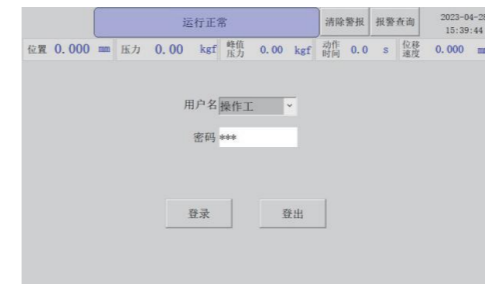 运行正常 清除警报 报警查询 2023-04-28
15:39:44
位置 0.000 mm 压力 0.00 kgf 峰值压力 0.00 kgf 动作时间 0.0 s 位移速度 0.000
用户名 操作工
密码 ***
登录 登出